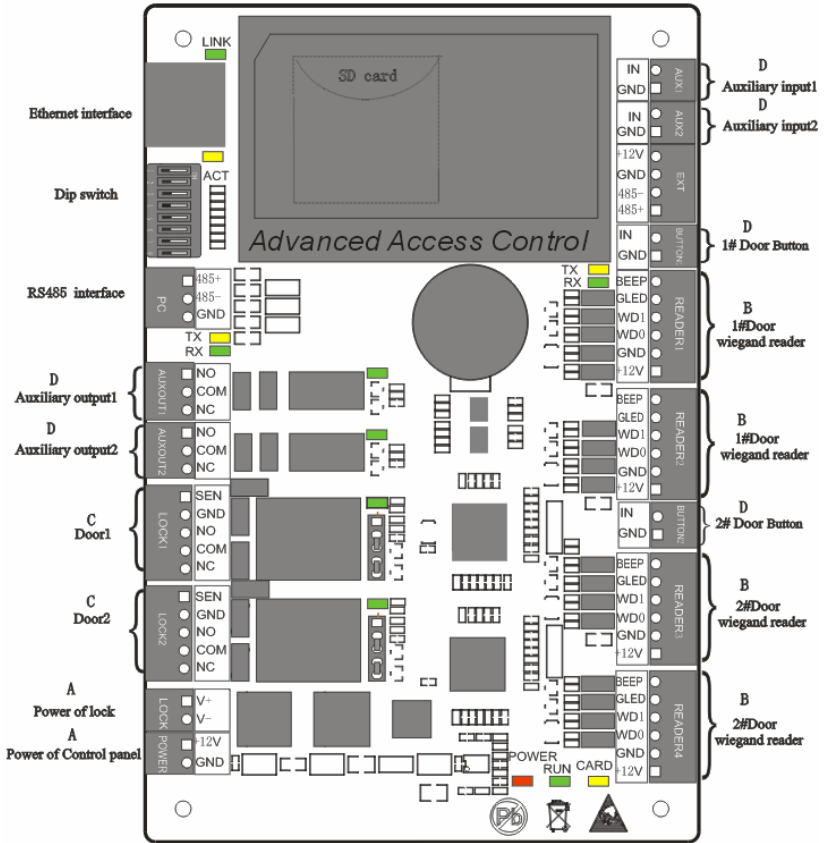 LINK
SD card
Ethernet interface
ACT
Dip switch
Advanced Access Control
RS485 interface
PC
485+
485-
GND
TX
RX
D
Auxiliary output1
AUXOUT1
NO
COM
NC
D
Auxiliary output2
AUXOUT2
NO
COM
NC
C
Door1
LOCK1
SEN
GND
NO
COM
NC
C
Door2
LOCK2
SEN
GND
NO
COM
NC
A
Power of lock
LOCK
V+
V-
A
Power of Control panel
POWER
+12V
GND
IN
GND
AUX1
D
Auxiliary input1
IN
GND
AUX2
D
Auxiliary input2
+12V
GND
485-
485+
EXT
IN
GND
BUTTON1
D
1# Door Button
TX
RX
BEEP
GLED
WD1
WD0
GND
+12V
READER1
B
1#Door
wiegand reader
BEEP
GLED
WD1
WD0
GND
+12V
READER2
B
1#Door
wiegand reader
IN
GND
BUTTON2
D
2# Door Button
BEEP
GLED
WD1
WD0
GND
+12V
READER3
B
2#Door
wiegand reader
BEEP
GLED
WD1
WD0
GND
+12V
READER4
B
2#Door
wiegand reader
POWER
RUN
CARD
Pb